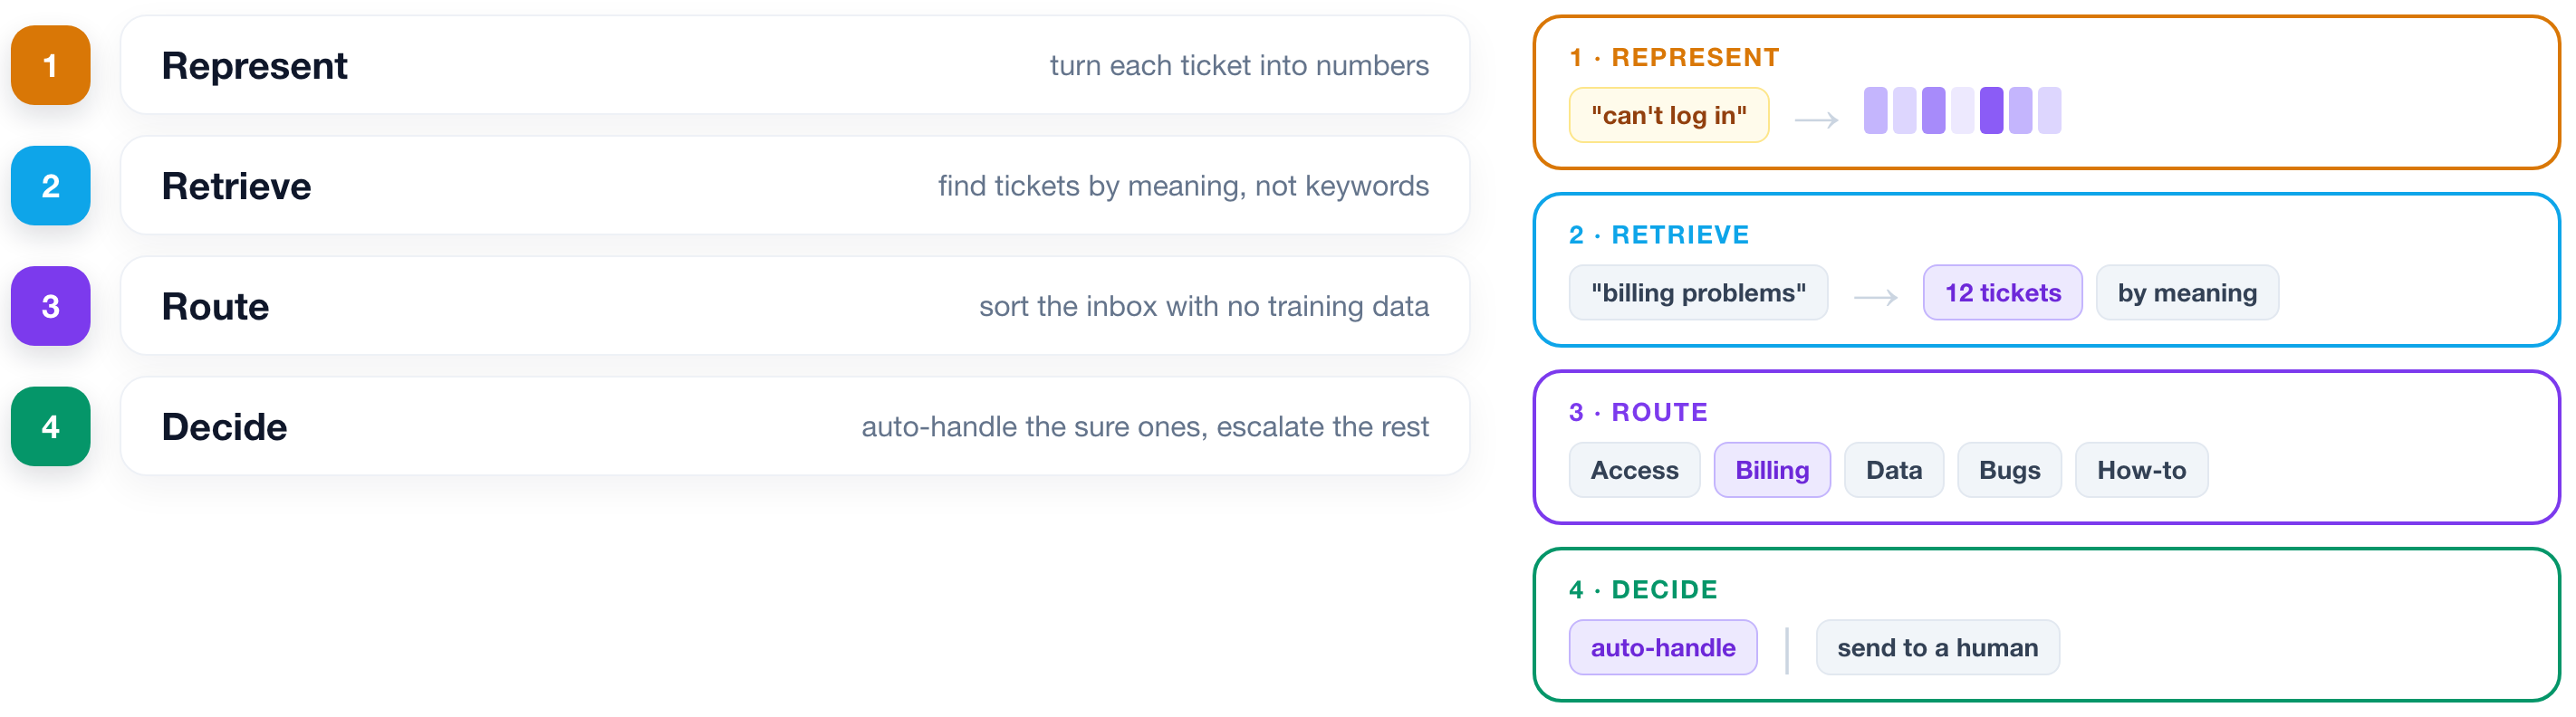 1
Represent
turn each ticket into numbers
2
Retrieve
find tickets by meaning, not keywords
3
Route
sort the inbox with no training data
4
Decide
auto-handle the sure ones, escalate the rest
1 · REPRESENT
"can't log in" →
2 · RETRIEVE
"billing problems" → 12 tickets by meaning
3 · ROUTE
Access Billing Data Bugs How-to
4 · DECIDE
auto-handle | send to a human